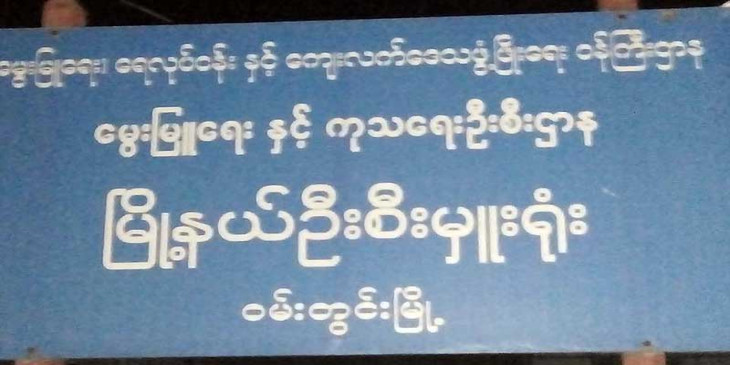 မွေးမြူရေး၊ ရေလုပ်ငန်း နှင့် ကျေးလက်ဒေသဖွံ့ဖြိုးရေး ဝန်ကြီးဌာန
မွေးမြူရေး နှင့် ကုသရေးဦးစီးဌာန
မြို့နယ်ဦးစီးမှူးရုံး
ဝမ်းတွင်းမြို့